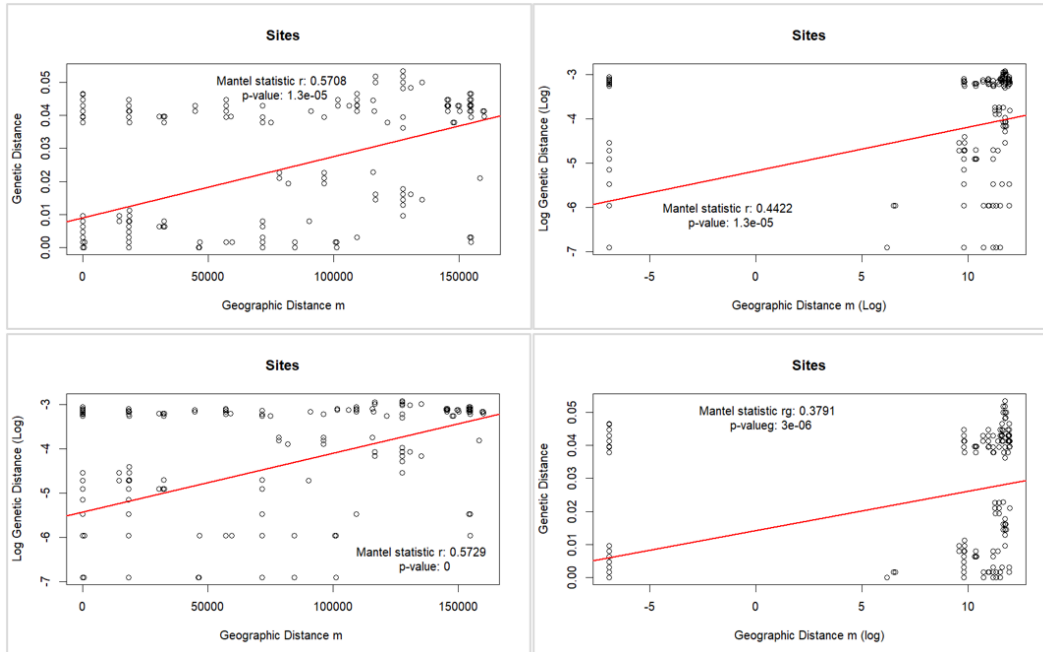 Sites
Mantel statistic r: 0.5708
p-value: 1.3e-05
Genetic Distance
0.05
0.04
0.03
0.02
0.01
0.00
0 50000 100000 150000
Geographic Distance m
Sites
Mantel statistic r: 0.4422
p-value: 1.3e-05
Log Genetic Distance (Log)
-3
-4
-5
-6
-7
-5 0 5 10
Geographic Distance m (Log)
Sites
Mantel statistic r: 0.5729
p-value: 0
Log Genetic Distance (Log)
-3
-4
-5
-6
-7
0 50000 100000 150000
Geographic Distance m
Sites
Mantel statistic rg: 0.3791
p-valueg: 3e-06
Genetic Distance
0.05
0.04
0.03
0.02
0.01
0.00
-5 0 5 10
Geographic Distance m (log)